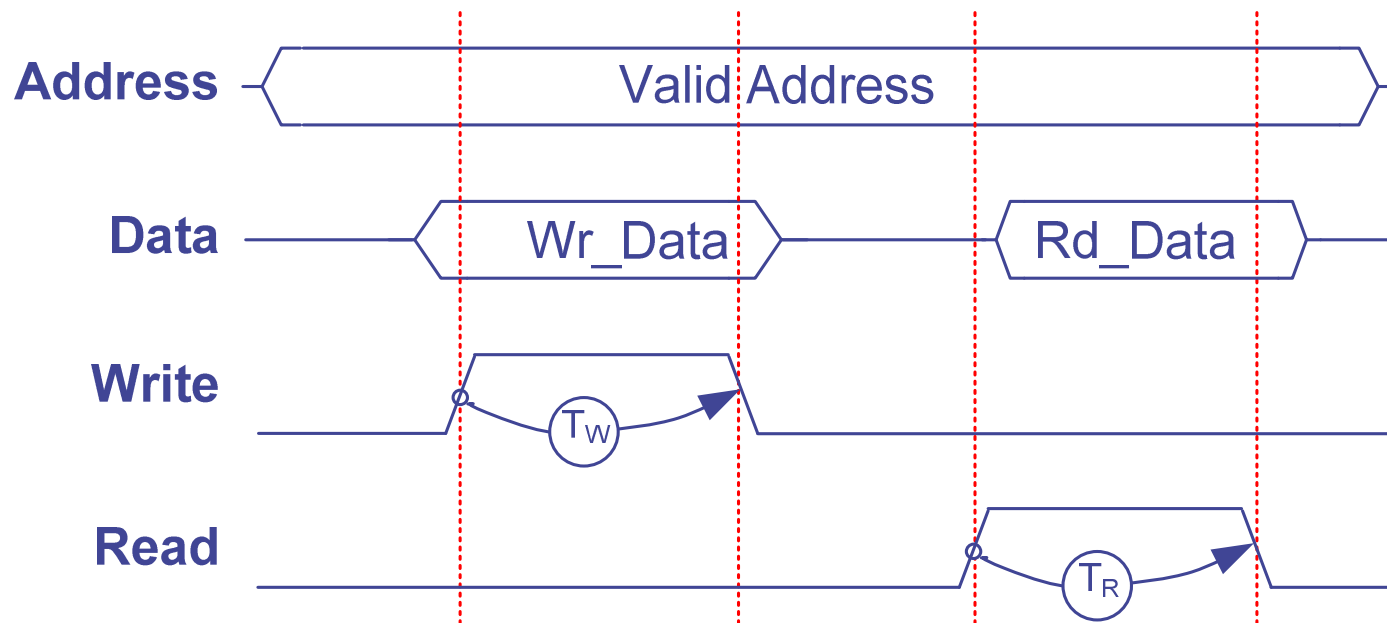 Address Valid Address
Data Wr_Data Rd_Data
Write
TW
Read
TR